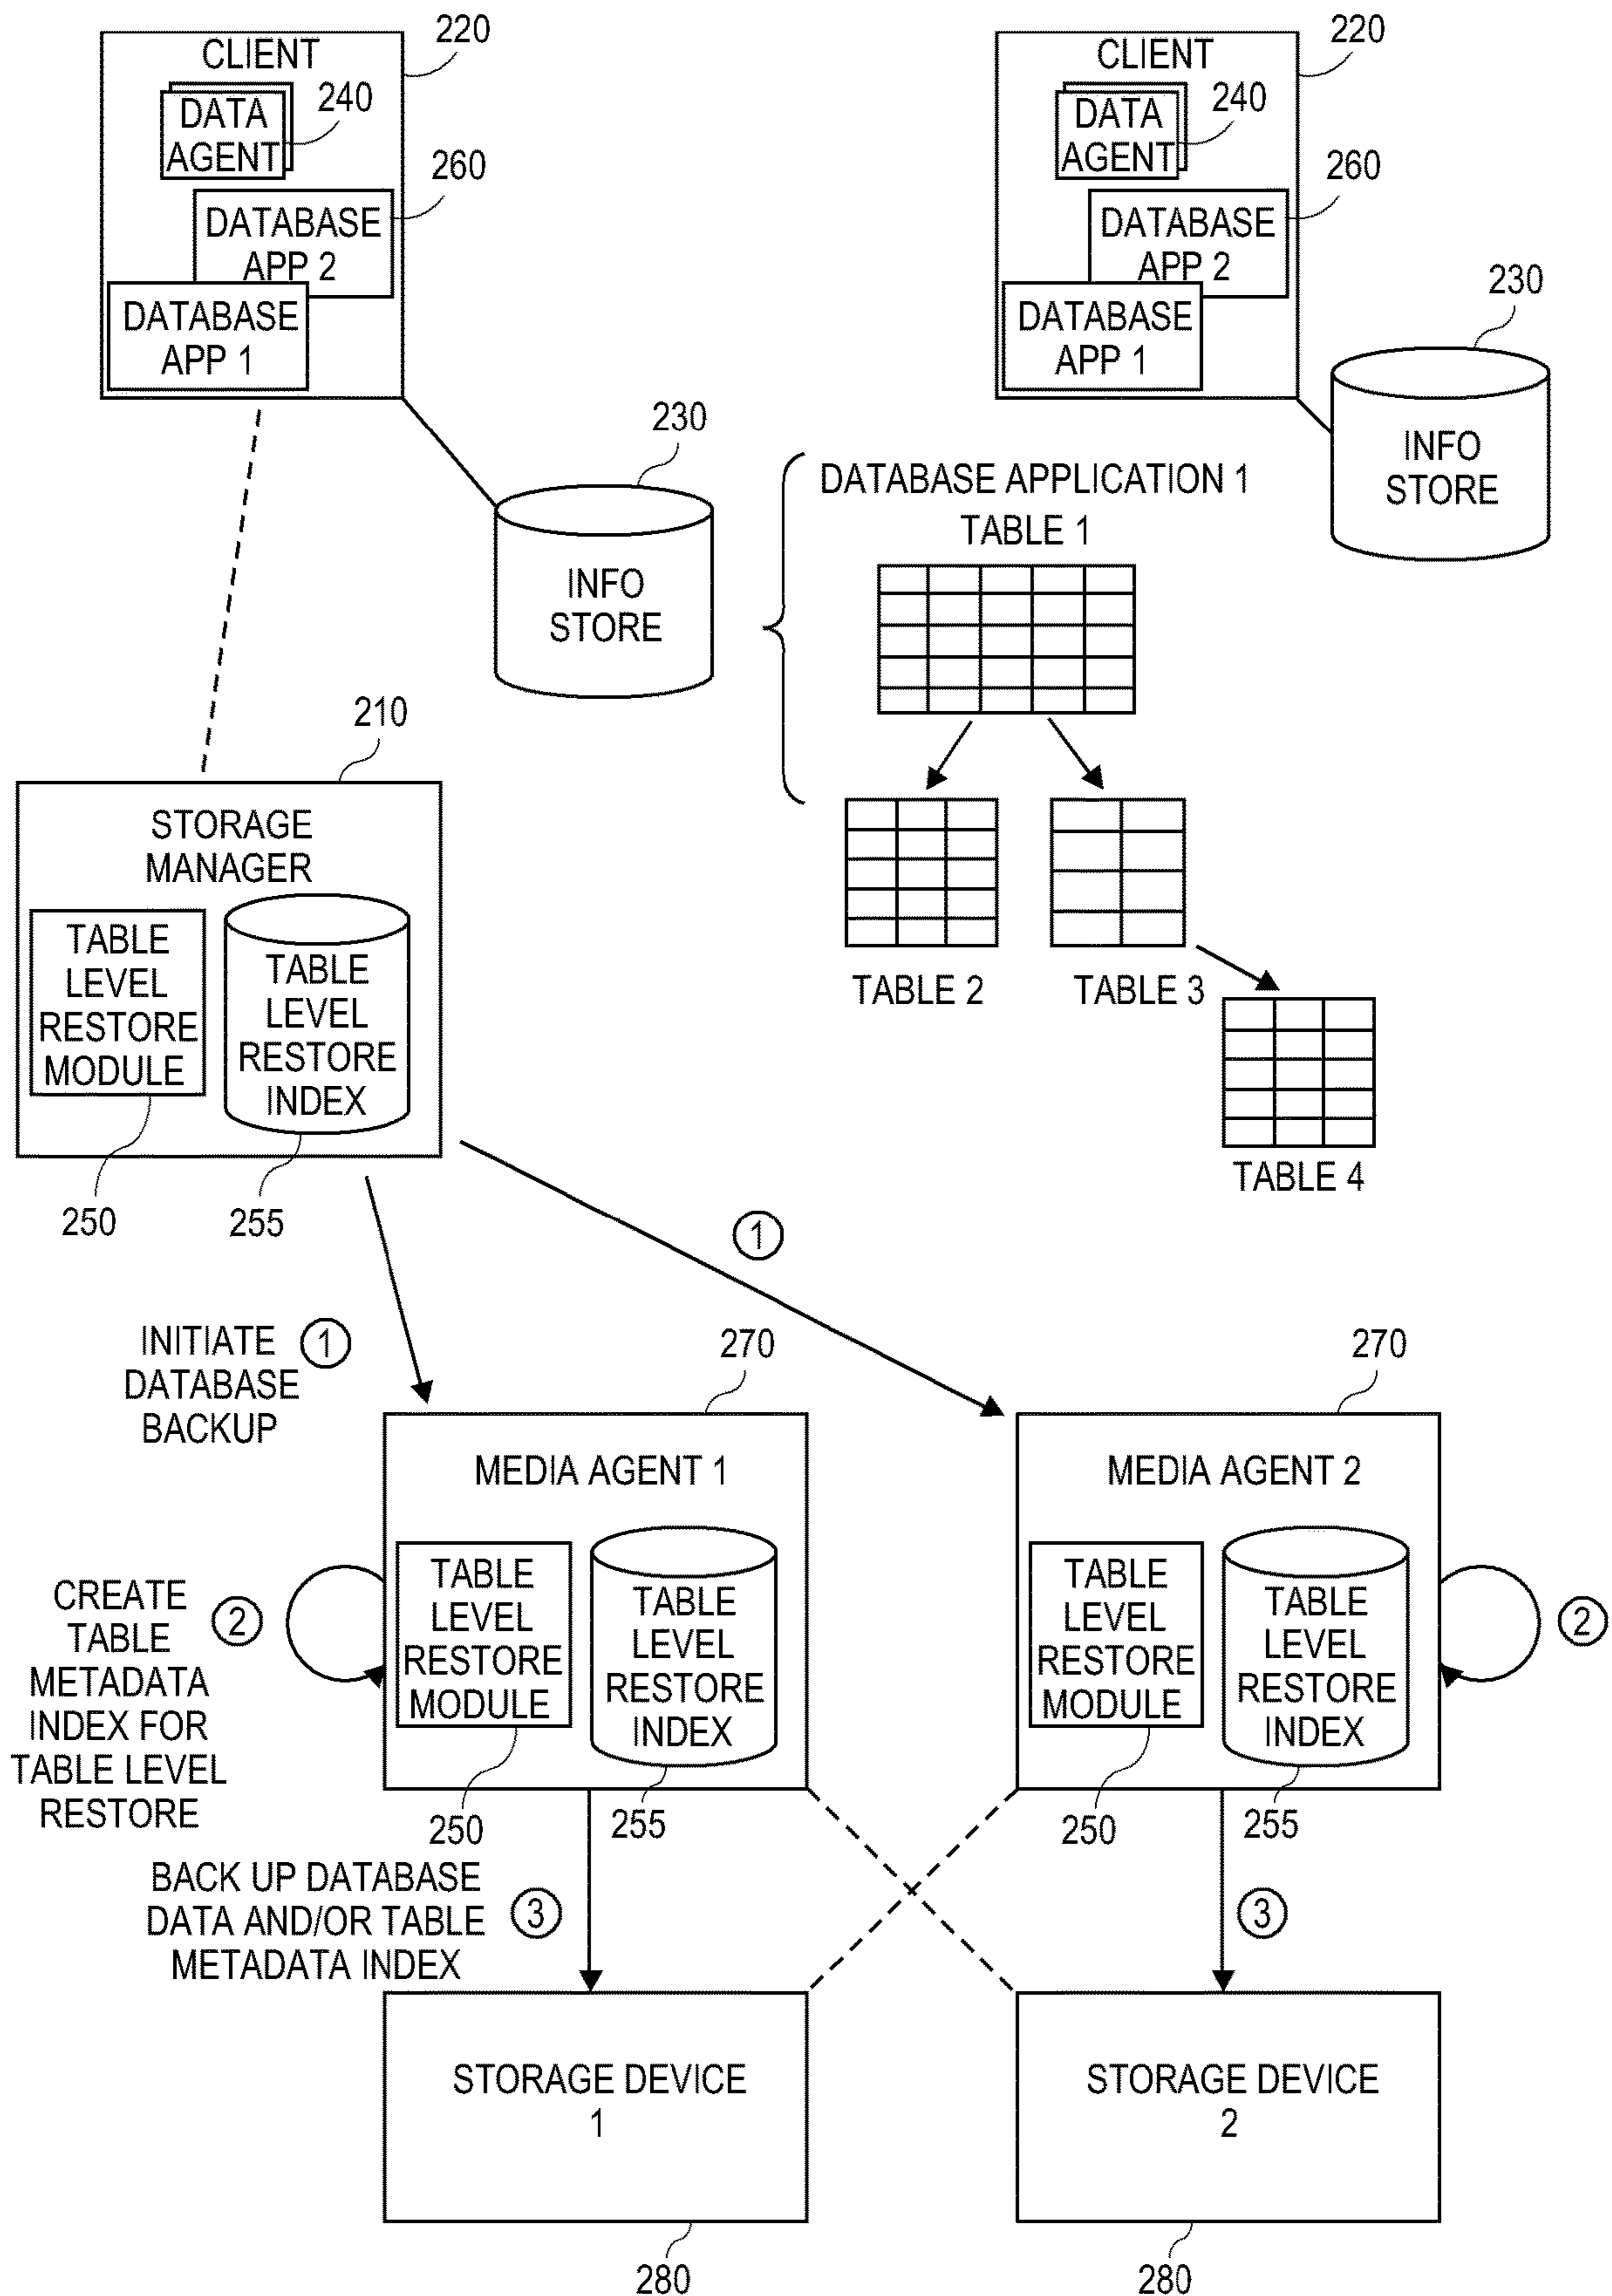 CLIENT
220
DATA
AGENT
240
260
DATABASE
APP 2
DATABASE
APP 1
230
INFO
STORE
CLIENT
220
DATA
AGENT
240
260
DATABASE
APP 2
DATABASE
APP 1
230
INFO
STORE
DATABASE APPLICATION 1
TABLE 1
TABLE 2
TABLE 3
TABLE 4
210
STORAGE
MANAGER
TABLE
LEVEL
RESTORE
MODULE
TABLE
LEVEL
RESTORE
INDEX
250
255
1
INITIATE
DATABASE
BACKUP
1
270
MEDIA AGENT 1
TABLE
LEVEL
RESTORE
MODULE
TABLE
LEVEL
RESTORE
INDEX
250
255
270
MEDIA AGENT 2
TABLE
LEVEL
RESTORE
MODULE
TABLE
LEVEL
RESTORE
INDEX
250
255
2
CREATE
TABLE
METADATA
INDEX FOR
TABLE LEVEL
RESTORE
2
BACK UP DATABASE
DATA AND/OR TABLE
METADATA INDEX
3
3
STORAGE DEVICE
1
280
STORAGE DEVICE
2
280